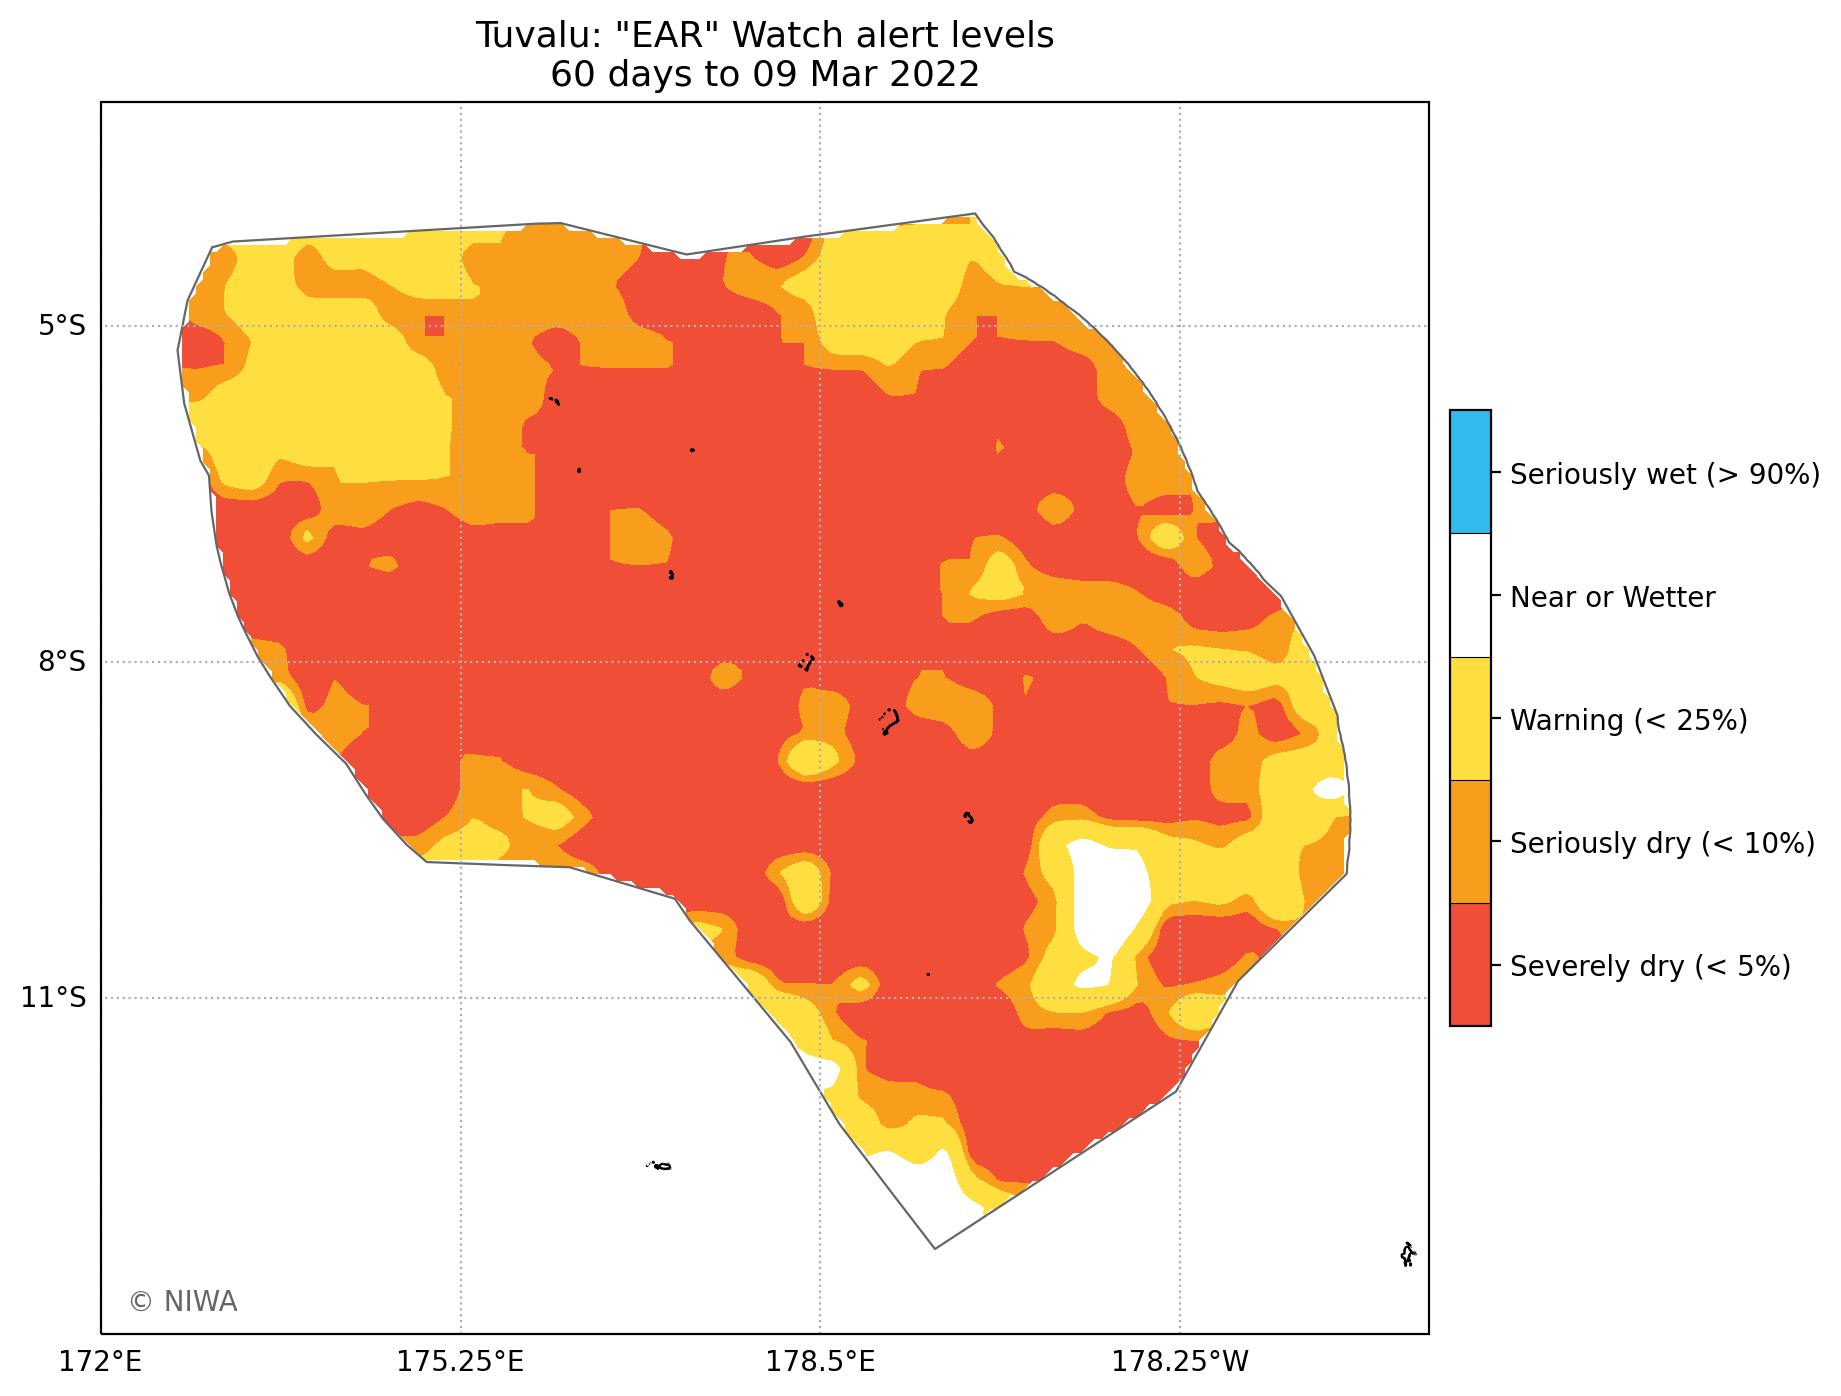 Tuvalu: "EAR" Watch alert levels
60 days to 09 Mar 2022
5°S
8°S
11°S
172°E
175.25°E
178.5°E
178.25°W
Seriously wet (> 90%)
Near or Wetter
Warning (< 25%)
Seriously dry (< 10%)
Severely dry (< 5%)
© NIWA